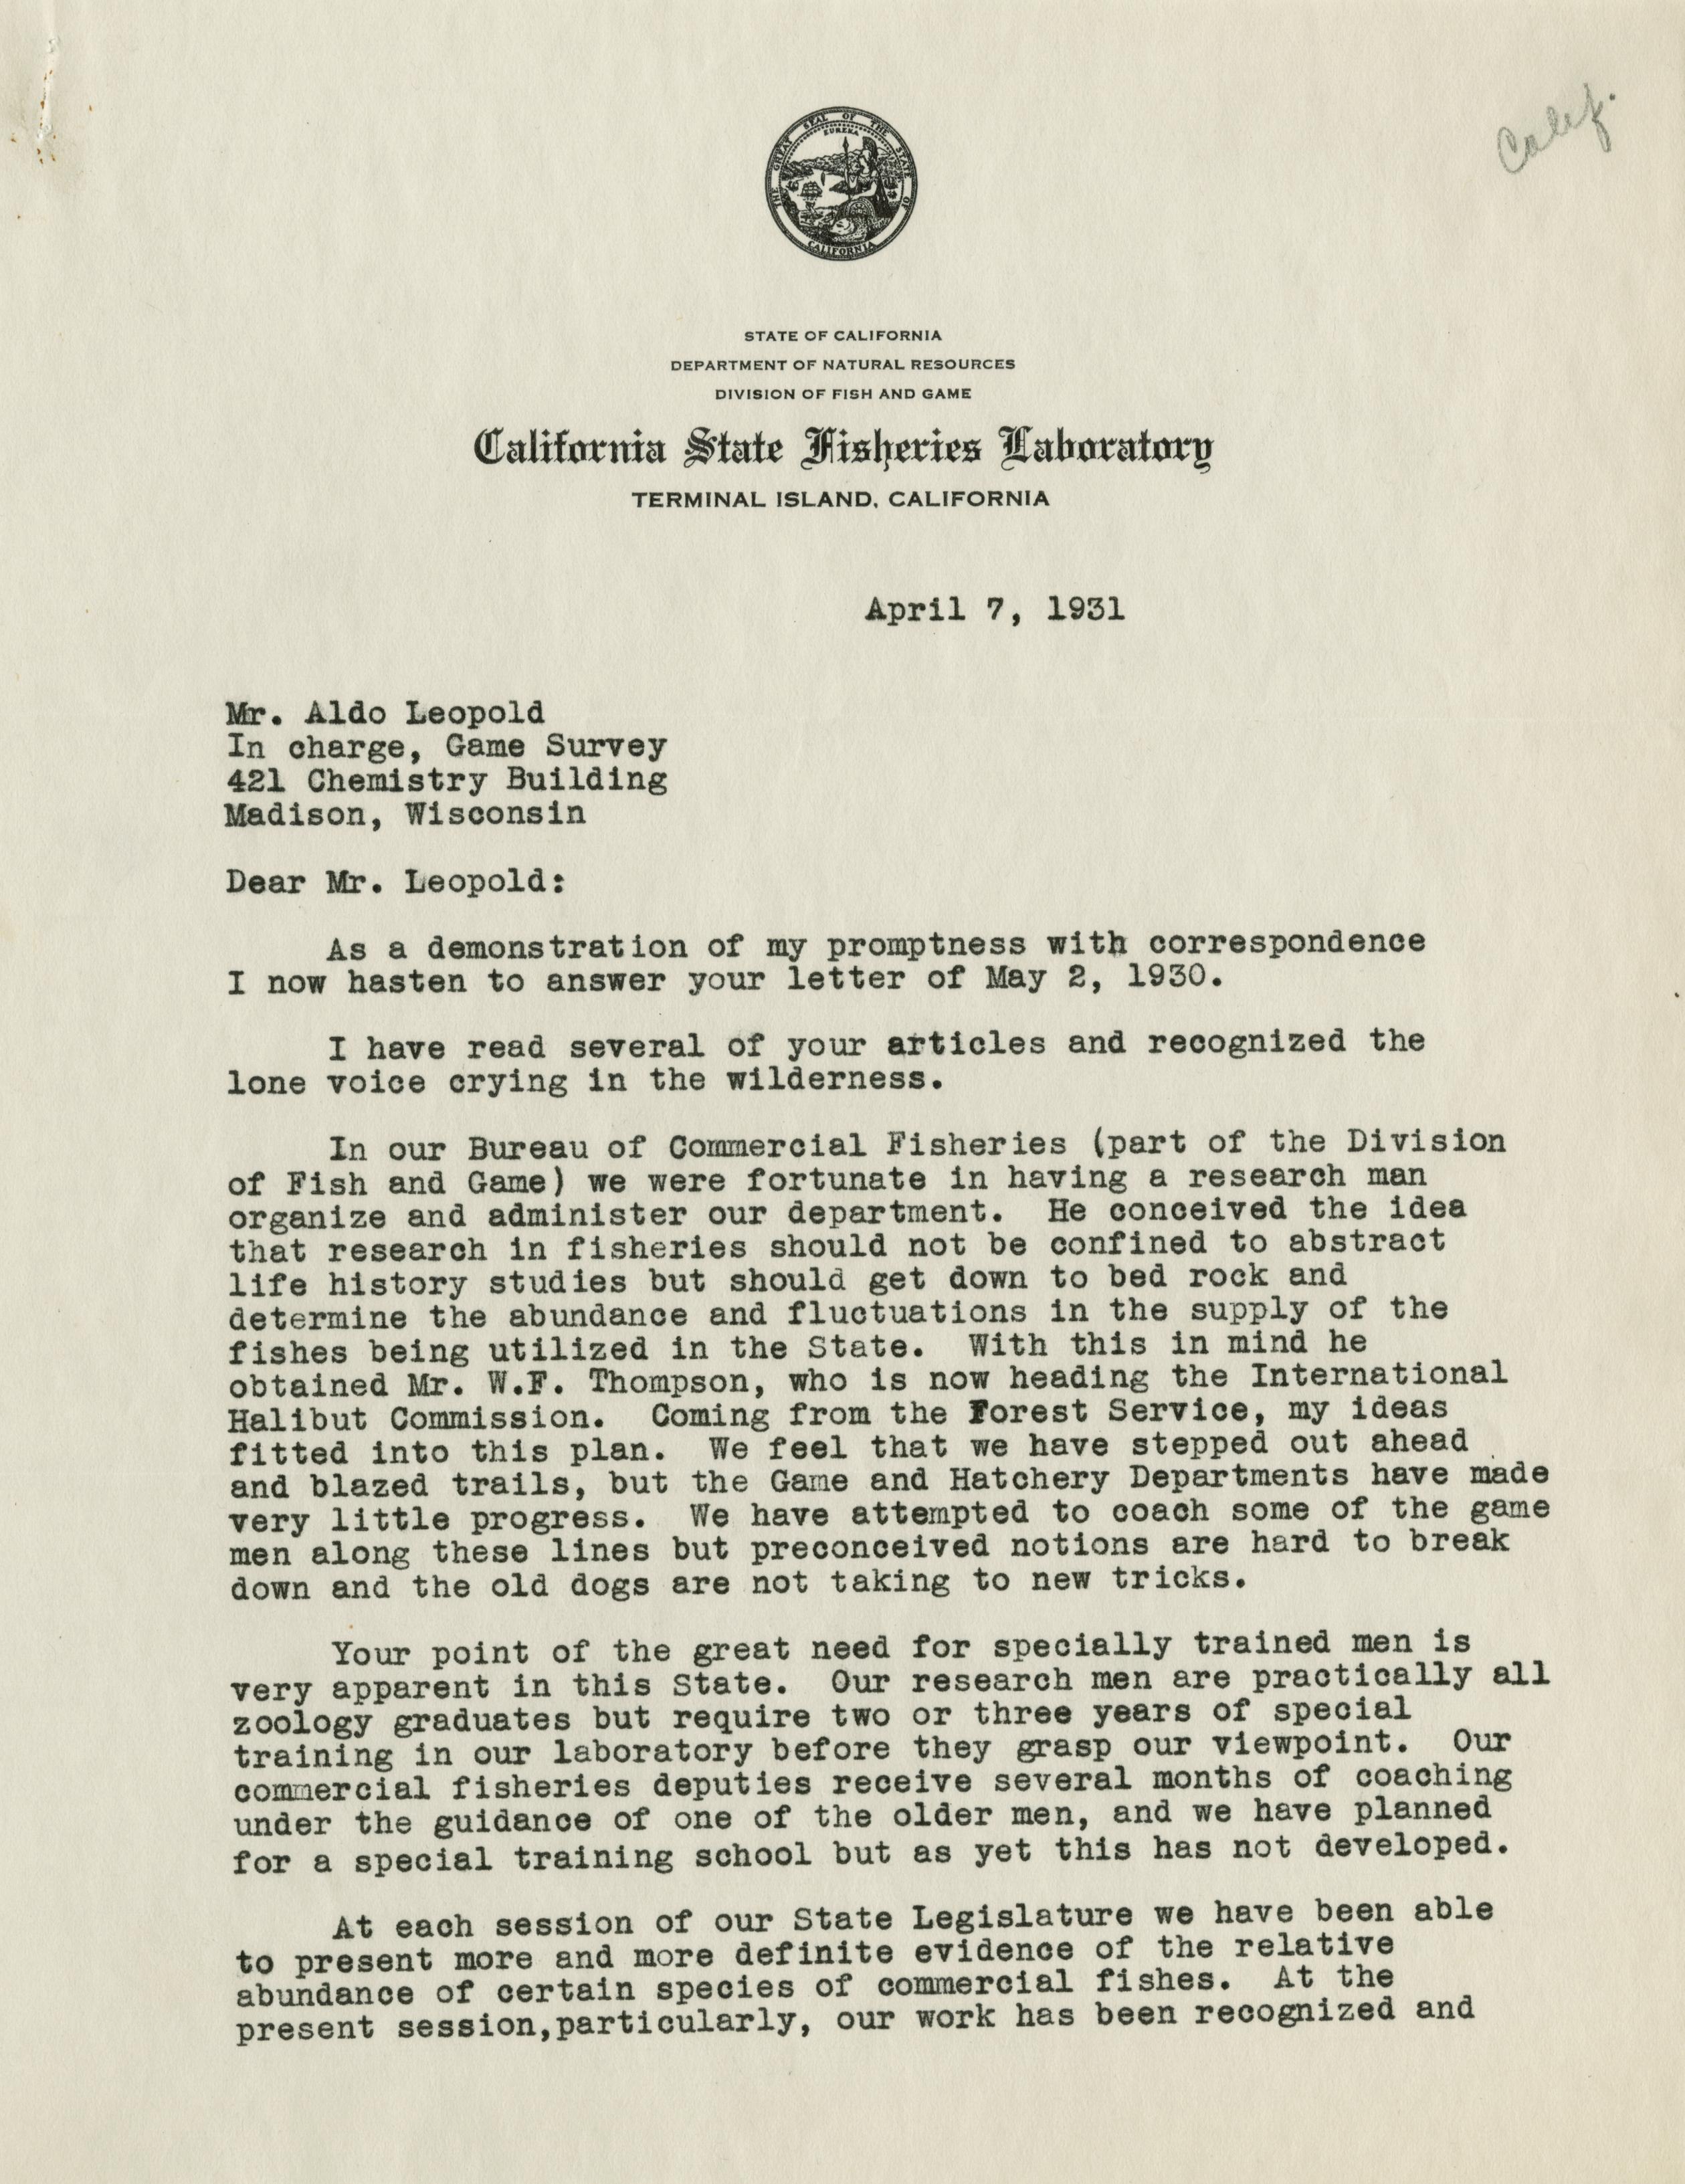 Calif.
THE GREAT SEAL OF THE STATE OF CALIFORNIA
EUREKA
STATE OF CALIFORNIA
DEPARTMENT OF NATURAL RESOURCES
DIVISION OF FISH AND GAME
California State Fisheries Laboratory
TERMINAL ISLAND, CALIFORNIA
April 7, 1931
Mr. Aldo Leopold
In charge, Game Survey
421 Chemistry Building
Madison, Wisconsin
Dear Mr. Leopold:
As a demonstration of my promptness with correspondence
I now hasten to answer your letter of May 2, 1930.
I have read several of your articles and recognized the
lone voice crying in the wilderness.
In our Bureau of Commercial Fisheries (part of the Division
of Fish and Game) we were fortunate in having a research man
organize and administer our department. He conceived the idea
that research in fisheries should not be confined to abstract
life history studies but should get down to bed rock and
determine the abundance and fluctuations in the supply of the
fishes being utilized in the State. With this in mind he
obtained Mr. W.F. Thompson, who is now heading the International
Halibut Commission. Coming from the Forest Service, my ideas
fitted into this plan. We feel that we have stepped out ahead
and blazed trails, but the Game and Hatchery Departments have made
very little progress. We have attempted to coach some of the game
men along these lines but preconceived notions are hard to break
down and the old dogs are not taking to new tricks.
Your point of the great need for specially trained men is
very apparent in this State. Our research men are practically all
zoology graduates but require two or three years of special
training in our laboratory before they grasp our viewpoint. Our
commercial fisheries deputies receive several months of coaching
under the guidance of one of the older men, and we have planned
for a special training school but as yet this has not developed.
At each session of our State Legislature we have been able
to present more and more definite evidence of the relative
abundance of certain species of commercial fishes. At the
present session,particularly, our work has been recognized and